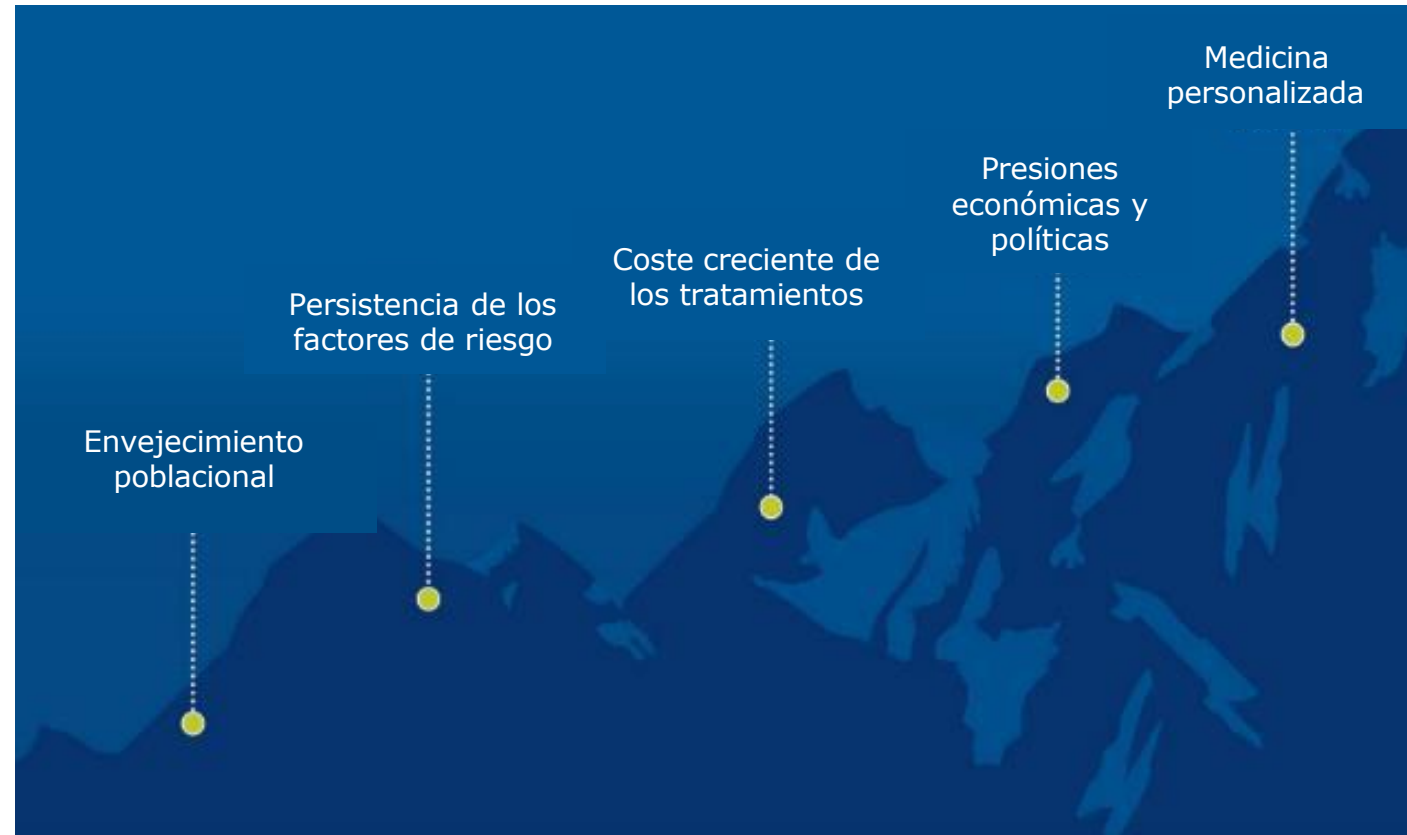 Medicina
personalizada
Presiones
económicas y
políticas
Coste creciente de
los tratamientos
Persistencia de los
factores de riesgo
Envejecimiento
poblacional